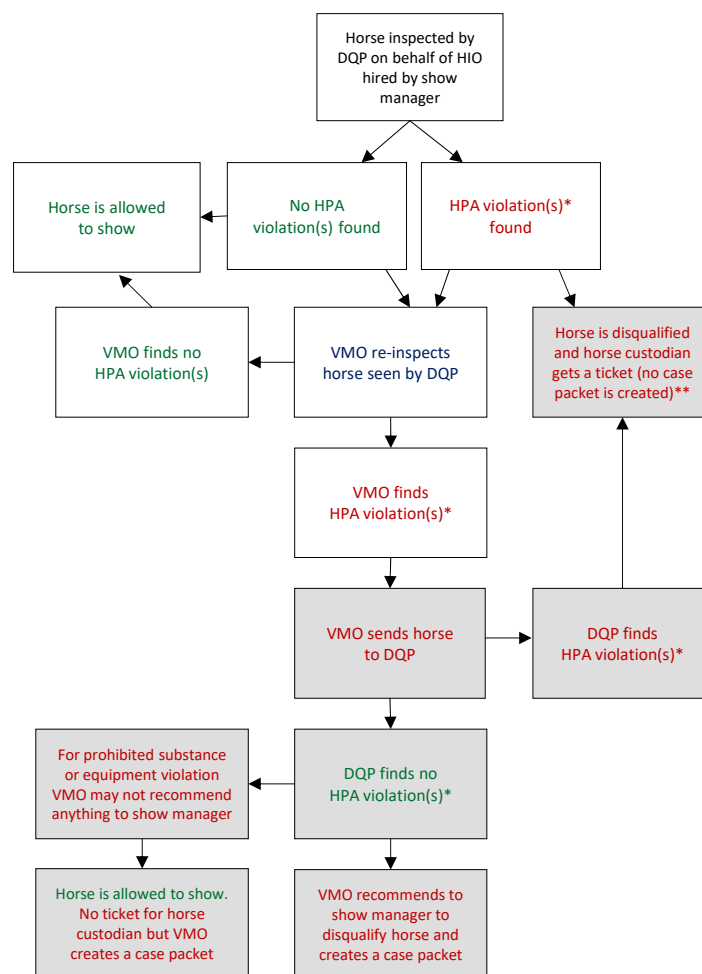 Horse inspected by
DQP on behalf of HIO
hired by show
manager
Horse is allowed
to show
No HPA
violation(s) found
HPA violation(s)*
found
VMO finds no
HPA violation(s)
VMO re-inspects
horse seen by DQP
Horse is disqualified
and horse custodian
gets a ticket (no case
packet is created)**
VMO finds
HPA violation(s)*
VMO sends horse
to DQP
DQP finds
HPA violation(s)*
For prohibited substance
or equipment violation
VMO may not recommend
anything to show manager
DQP finds no
HPA violation(s)*
Horse is allowed to show.
No ticket for horse
custodian but VMO
creates a case packet
VMO recommends to
show manager to
disqualify horse and
creates a case packet